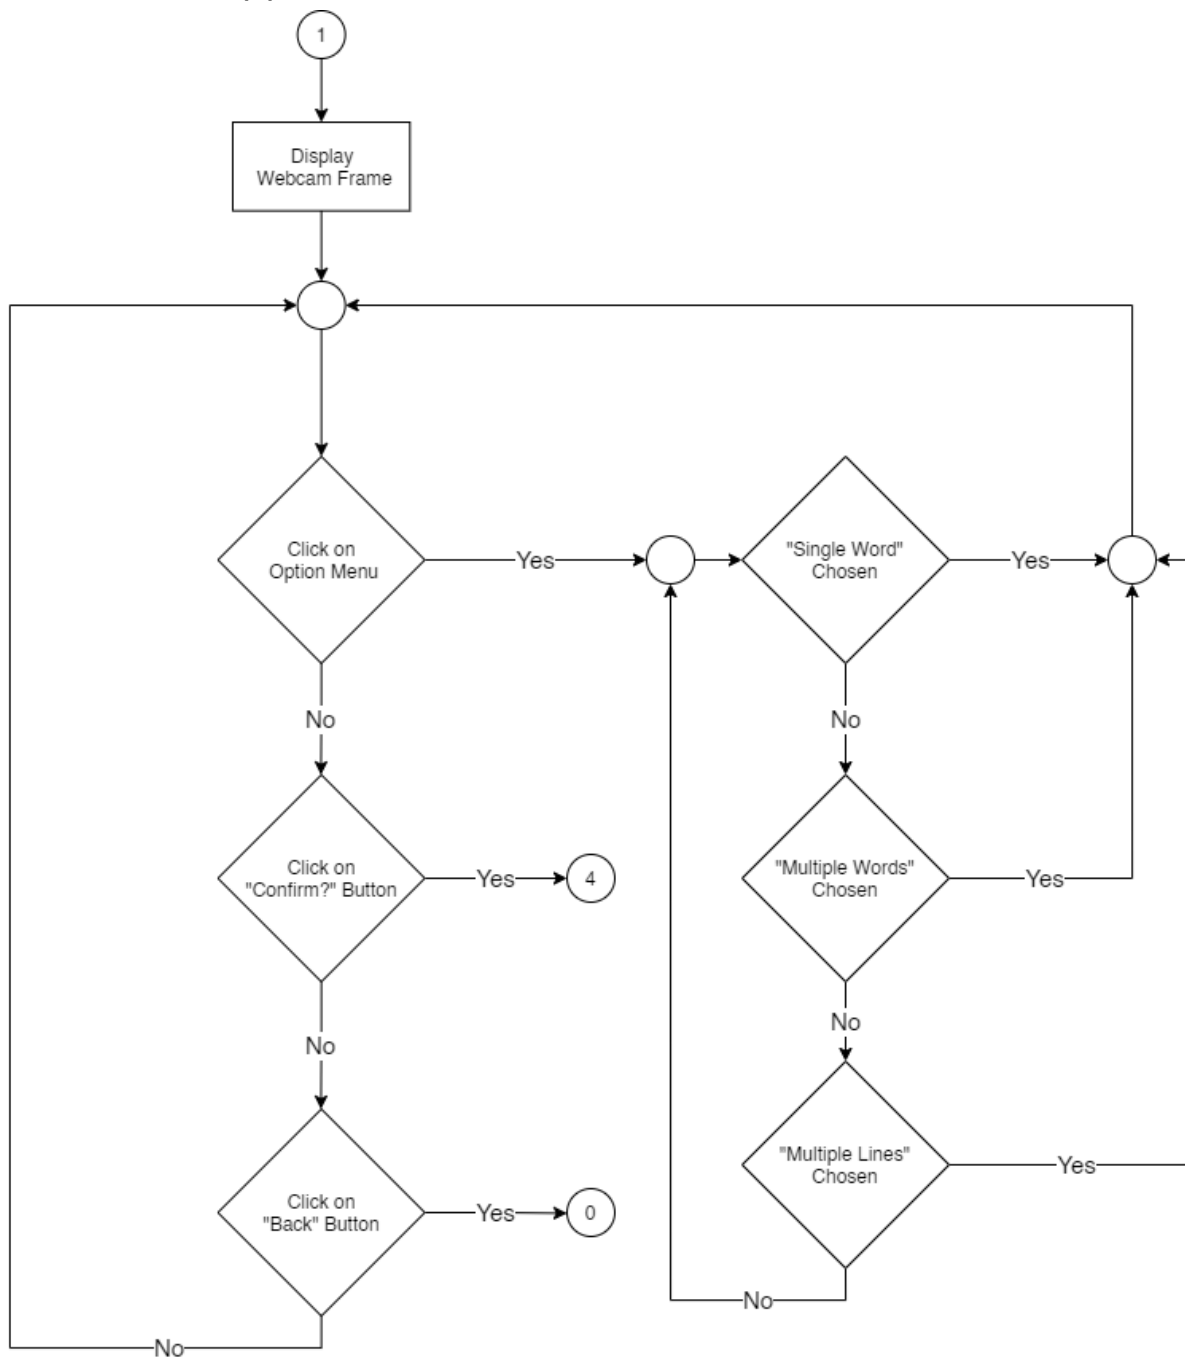 1
Display
Webcam Frame
Click on
Option Menu
Yes
"Single Word"
Chosen
Yes
No
No
Click on
"Confirm?" Button
Yes
4
"Multiple Words"
Chosen
Yes
No
No
"Multiple Lines"
Chosen
Yes
Click on
"Back" Button
Yes
0
No
No